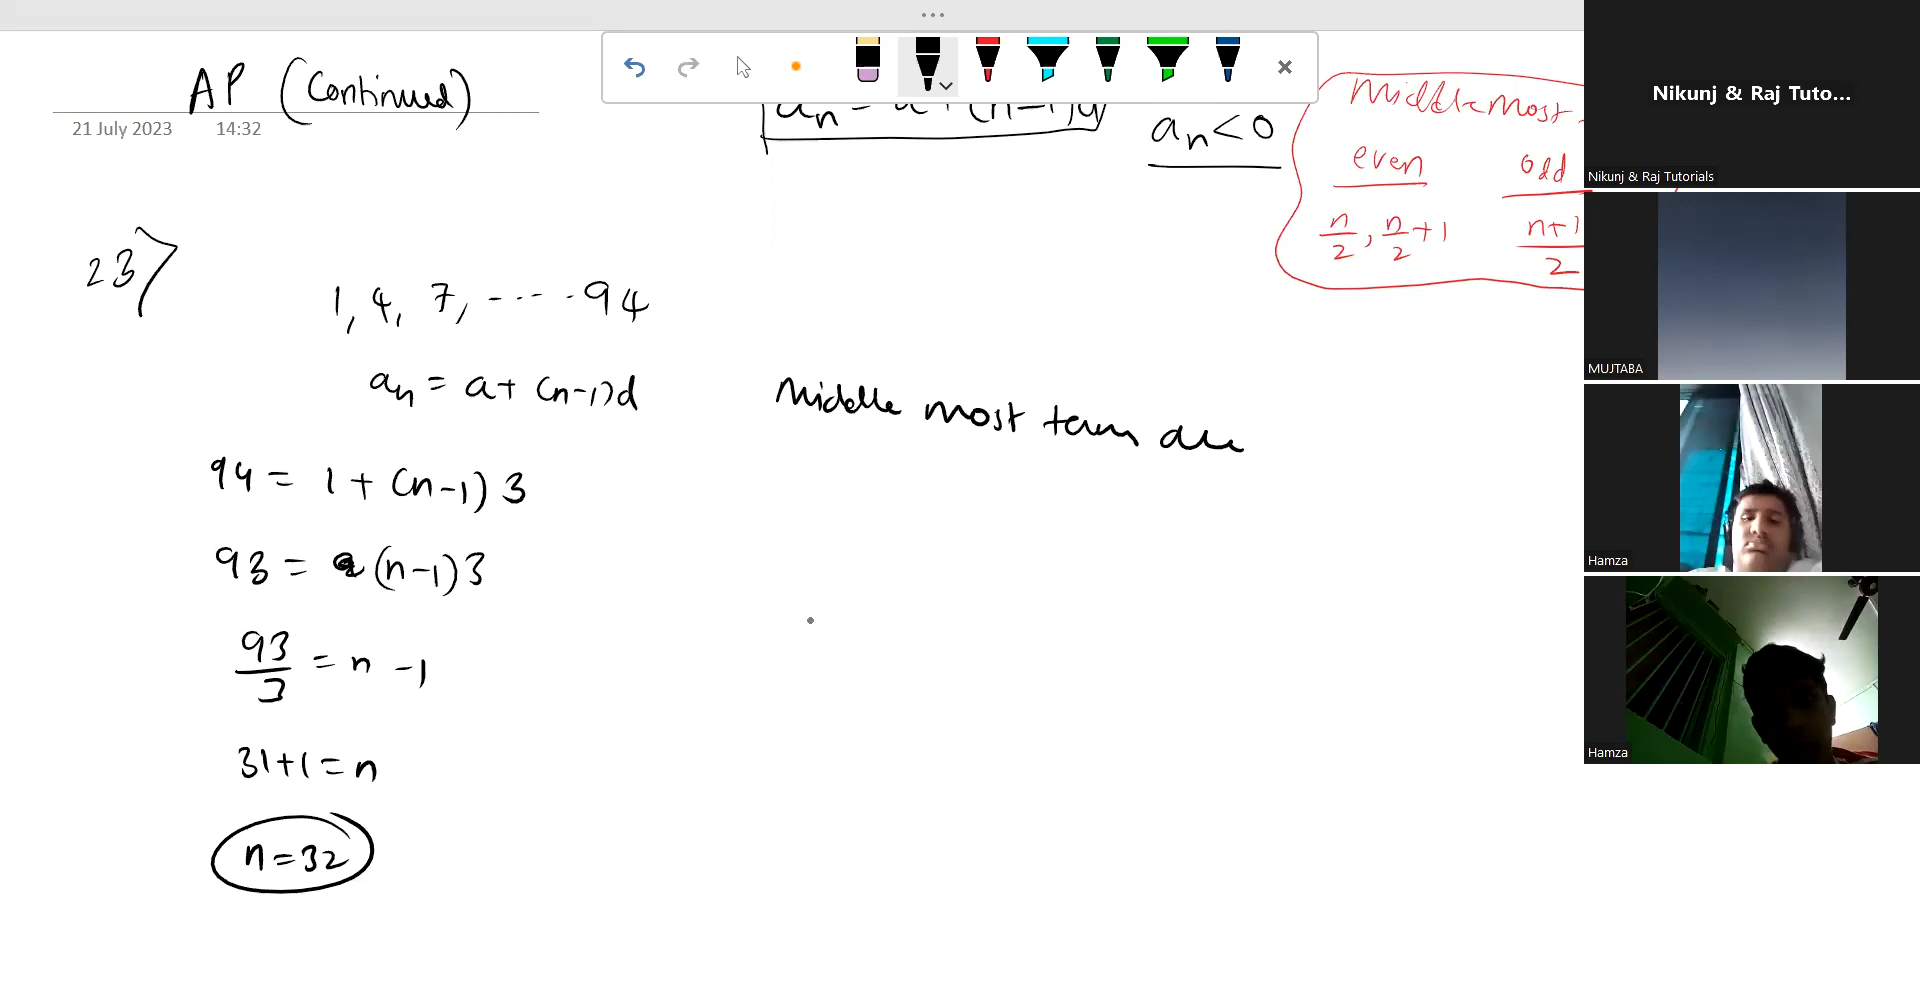 AP (Continued)
21 July 2023 14:32
an = a + (n-1)d
an < 0
Middle most
even odd
n/2, n/2+1 n+1/2
23>
1, 4, 7, ---- .94
an = a + (n-1)d
Middle most term are
94 = 1 + (n-1) 3
93 = (n-1)3
93/3 = n - 1
31+1 = n
n = 32
Nikunj & Raj Tuto...
Nikunj & Raj Tutorials
MUJTABA
Hamza
Hamza